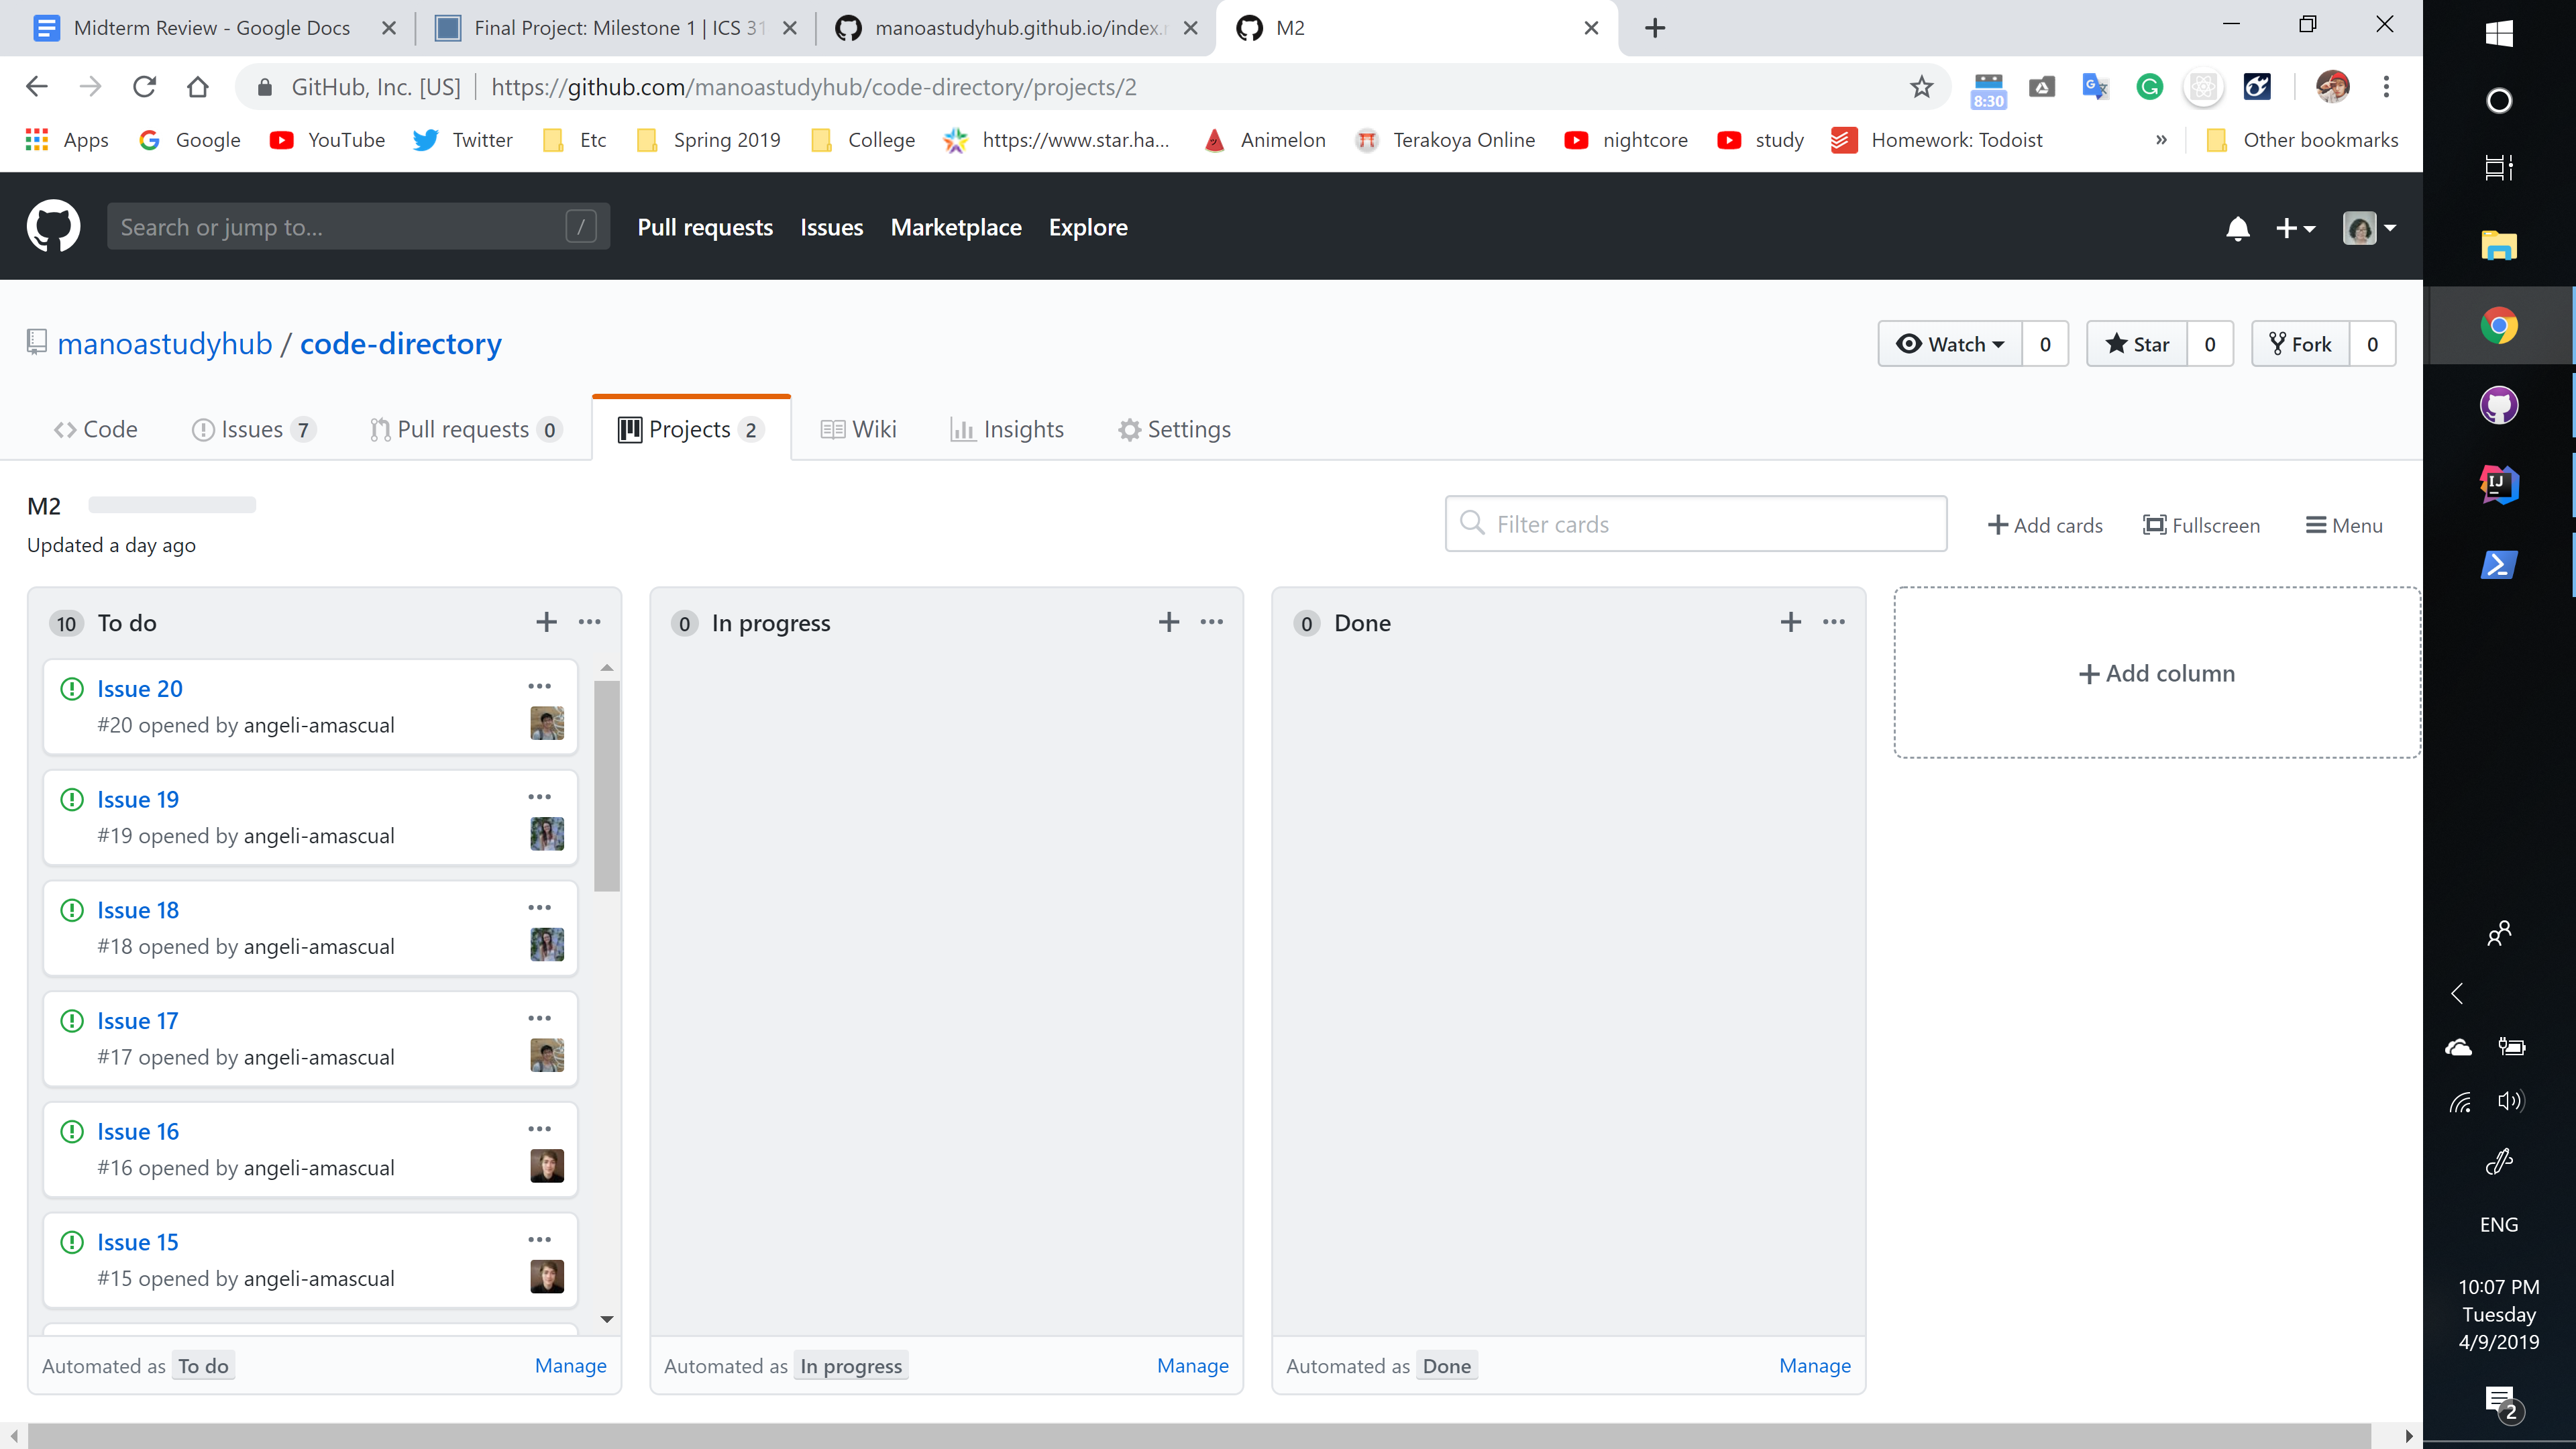 Midterm Review - Google Docs
Final Project: Milestone 1 | ICS 31
manoastudyhub.github.io/index.r
M2
GitHub, Inc. [US]
https://github.com/manoastudyhub/code-directory/projects/2
8:30
Apps
Google
YouTube
Twitter
Etc
Spring 2019
College
https://www.star.ha...
Animelon
Terakoya Online
nightcore
study
Homework: Todoist
»
Other bookmarks
Search or jump to...
/
Pull requests
Issues
Marketplace
Explore
manoastudyhub / code-directory
Watch 0
Star 0
Fork 0
Code
Issues 7
Pull requests 0
Projects 2
Wiki
Insights
Settings
M2
Updated a day ago
Filter cards
Add cards
Fullscreen
Menu
10 To do
Issue 20
#20 opened by angeli-amascual
Issue 19
#19 opened by angeli-amascual
Issue 18
#18 opened by angeli-amascual
Issue 17
#17 opened by angeli-amascual
Issue 16
#16 opened by angeli-amascual
Issue 15
#15 opened by angeli-amascual
Automated as To do
Manage
0 In progress
Automated as In progress
Manage
0 Done
Automated as Done
Manage
Add column
IJ
ENG
10:07 PM
Tuesday
4/9/2019
2